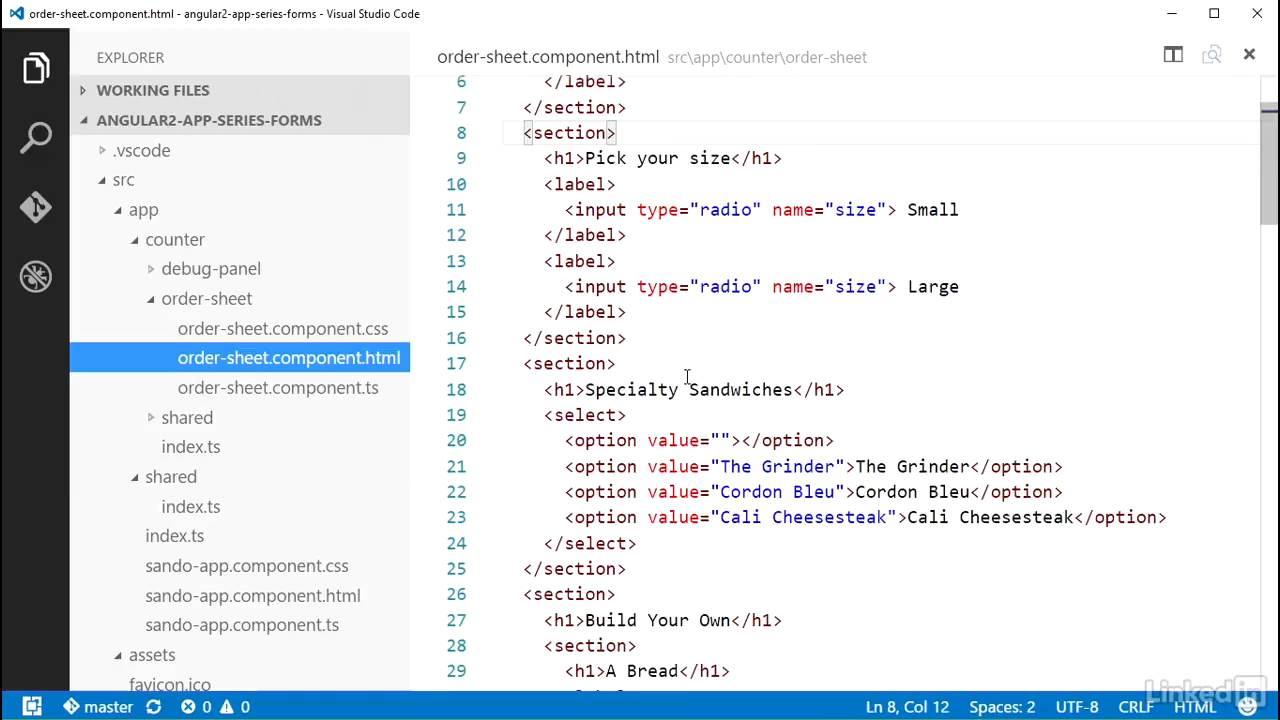 order-sheet.component.html - angular2-app-series-forms - Visual Studio Code
EXPLORER
WORKING FILES
ANGULAR2-APP-SERIES-FORMS
.vscode
src
app
counter
debug-panel
order-sheet
order-sheet.component.css
order-sheet.component.html
order-sheet.component.ts
shared
index.ts
shared
index.ts
index.ts
sando-app.component.css
sando-app.component.html
sando-app.component.ts
assets
favicon.ico
order-sheet.component.html src\app\counter\order-sheet
6 </label>
7 </section>
8 <section>
9 <h1>Pick your size</h1>
10 <label>
11 <input type="radio" name="size"> Small
12 </label>
13 <label>
14 <input type="radio" name="size"> Large
15 </label>
16 </section>
17 <section>
18 <h1>Specialty Sandwiches</h1>
19 <select>
20 <option value=""></option>
21 <option value="The Grinder">The Grinder</option>
22 <option value="Cordon Bleu">Cordon Bleu</option>
23 <option value="Cali Cheesesteak">Cali Cheesesteak</option>
24 </select>
25 </section>
26 <section>
27 <h1>Build Your Own</h1>
28 <section>
29 <h1>A Bread</h1>
master 0 0 Ln 8, Col 12 Spaces: 2 UTF-8 CRLF HTML
LinkedIn